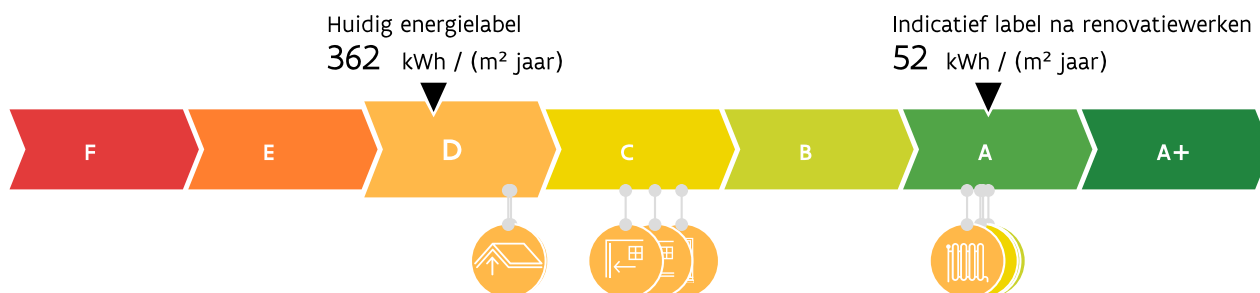 Huidig energielabel
362 kWh / (m² jaar)
Indicatief label na renovatiewerken
52 kWh / (m² jaar)
F E D C B A A+